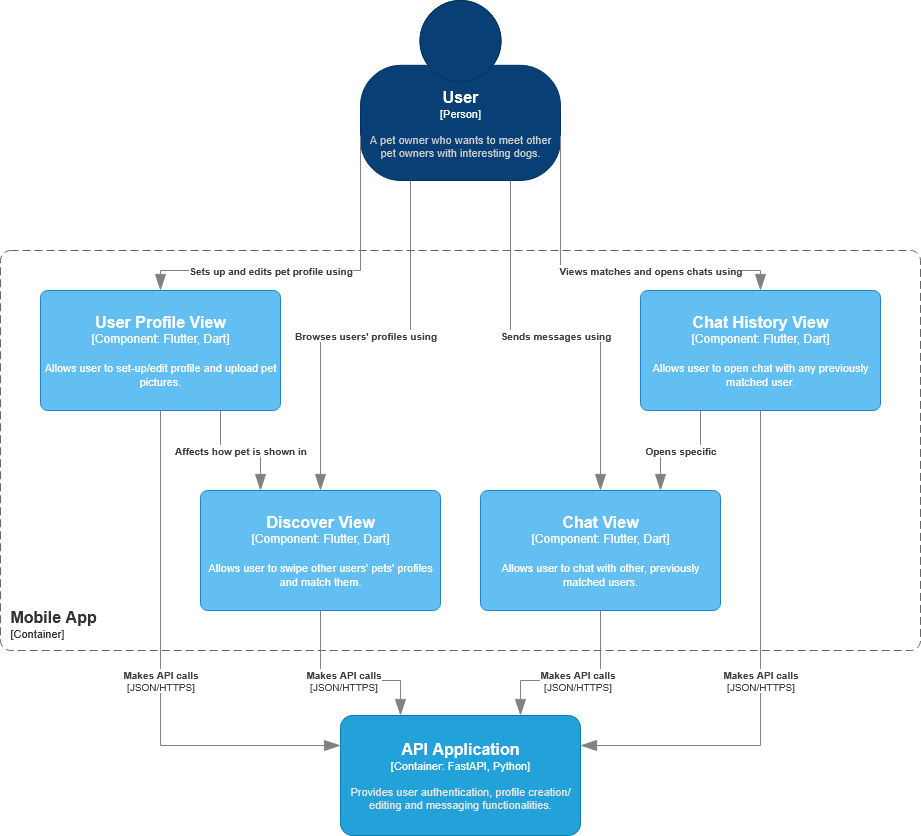 User
[Person]
A pet owner who wants to meet other
pet owners with interesting dogs.
Sets up and edits pet profile using
Views matches and opens chats using
User Profile View
[Component: Flutter, Dart]
Allows user to set-up/edit profile and upload pet
pictures.
Browses users' profiles using
Sends messages using
Chat History View
[Component: Flutter, Dart]
Allows user to open chat with any previously
matched user.
Affects how pet is shown in
Opens specific
Discover View
[Component: Flutter, Dart]
Allows user to swipe other users' pets' profiles
and match them.
Chat View
[Component: Flutter, Dart]
Allows user to chat with other, previously
matched users.
Mobile App
[Container]
Makes API calls
[JSON/HTTPS]
Makes API calls
[JSON/HTTPS]
Makes API calls
[JSON/HTTPS]
Makes API calls
[JSON/HTTPS]
API Application
[Container: FastAPI, Python]
Provides user authentication, profile creation/
editing and messaging functionalities.